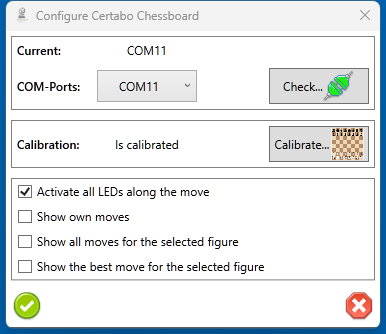 Configure Certabo Chessboard
Current: COM11
COM-Ports: COM11 Check...
Calibration: Is calibrated Calibrate...
Activate all LEDs along the move
Show own moves
Show all moves for the selected figure
Show the best move for the selected figure